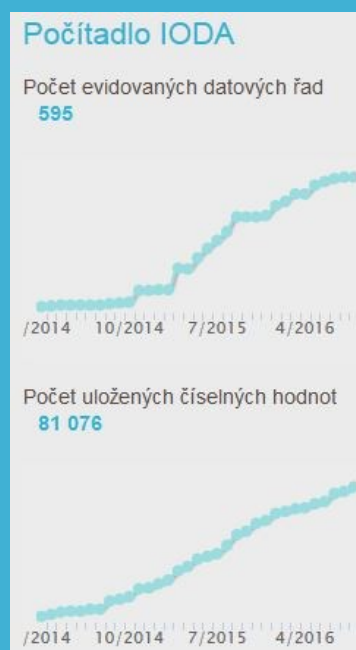 Počítadlo IODA
Počet evidovaných datových řad
595
/2014 10/2014 7/2015 4/2016
Počet uložených číselných hodnot
81 076
/2014 10/2014 7/2015 4/2016